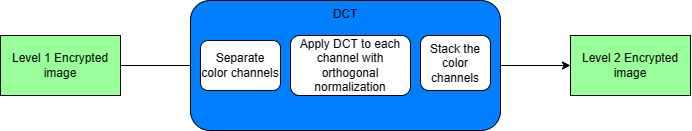 DCT
Level 1 Encrypted
image
Separate
color channels
Apply DCT to each
channel with
orthogonal
normalization
Stack the
color
channels
Level 2 Encrypted
image